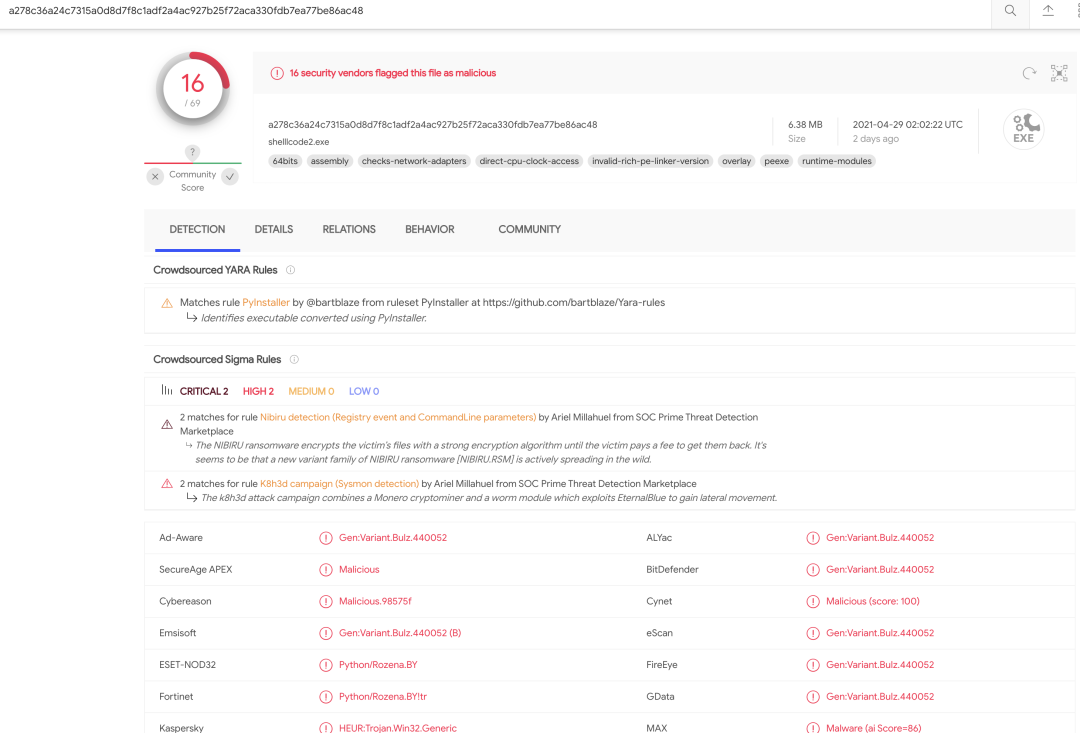 a278c36a24c7315a0d8d7f8c1adf2a4ac927b25f72aca330fdb7ea77be86ac48
16
/ 69
?
Community
Score
16 security vendors flagged this file as malicious
a278c36a24c7315a0d8d7f8c1adf2a4ac927b25f72aca330fdb7ea77be86ac48
shelllcode2.exe
64bits assembly checks-network-adapters direct-cpu-clock-access invalid-rich-pe-linker-version overlay peexe runtime-modules
6.38 MB
Size
2021-04-29 02:02:22 UTC
2 days ago
EXE
DETECTION DETAILS RELATIONS BEHAVIOR COMMUNITY
Crowdsourced YARA Rules
Matches rule PyInstaller by @bartblaze from ruleset PyInstaller at https://github.com/bartblaze/Yara-rules
Identifies executable converted using PyInstaller.
Crowdsourced Sigma Rules
CRITICAL 2 HIGH 2 MEDIUM 0 LOW 0
2 matches for rule Nibiru detection (Registry event and CommandLine parameters) by Ariel Millahuel from SOC Prime Threat Detection
Marketplace
The NIBIRU ransomware encrypts the victim's files with a strong encryption algorithm until the victim pays a fee to get them back. It's
seems to be that a new variant family of NIBIRU ransomware [NIBIRU.RSM] is actively spreading in the wild.
2 matches for rule K8h3d campaign (Sysmon detection) by Ariel Millahuel from SOC Prime Threat Detection Marketplace
The k8h3d attack campaign combines a Monero cryptominer and a worm module which exploits EternalBlue to gain lateral movement.
Ad-Aware Gen:Variant.Bulz.440052 ALYac Gen:Variant.Bulz.440052
SecureAge APEX Malicious BitDefender Gen:Variant.Bulz.440052
Cybereason Malicious.98575f Cynet Malicious (score: 100)
Emsisoft Gen:Variant.Bulz.440052 (B) eScan Gen:Variant.Bulz.440052
ESET-NOD32 Python/Rozena.BY FireEye Gen:Variant.Bulz.440052
Fortinet Python/Rozena.BY!tr GData Gen:Variant.Bulz.440052
Kaspersky HEUR:Trojan.Win32.Generic MAX Malware (ai Score=86)